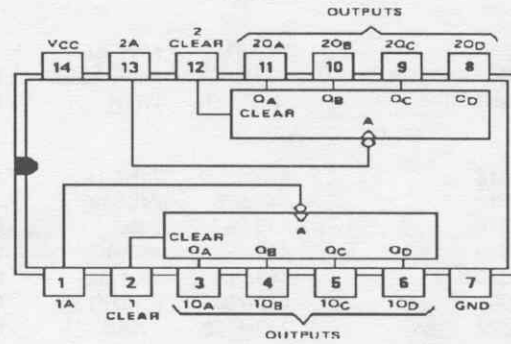 OUTPUTS
2
VCC 2A CLEAR 2QA 2QB 2QC 2QD
14 13 12 11 10 9 8
QA QB QC CD
CLEAR
A
A
CLEAR
QA QB QC QD
1 2 3 4 5 6 7
1A 1 1QA 1QB 1QC 1QD GND
CLEAR
OUTPUTS